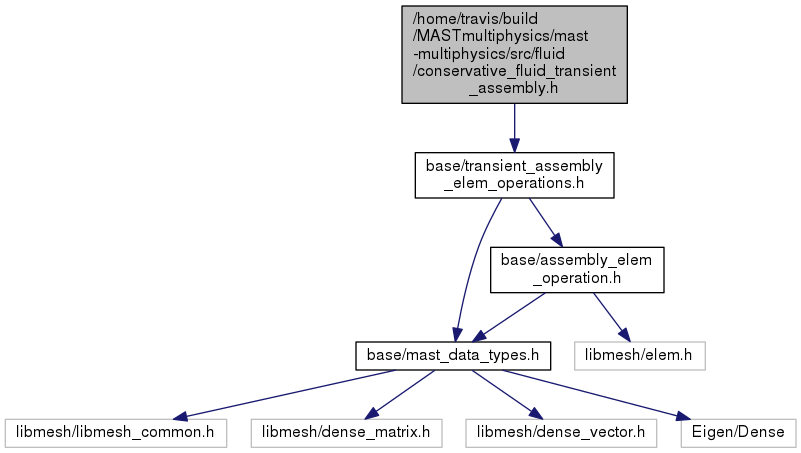 /home/travis/build
/MASTmultiphysics/mast
-multiphysics/src/fluid
/conservative_fluid_transient
_assembly.h
base/transient_assembly
_elem_operations.h
base/assembly_elem
_operation.h
base/mast_data_types.h
libmesh/elem.h
libmesh/libmesh_common.h
libmesh/dense_matrix.h
libmesh/dense_vector.h
Eigen/Dense